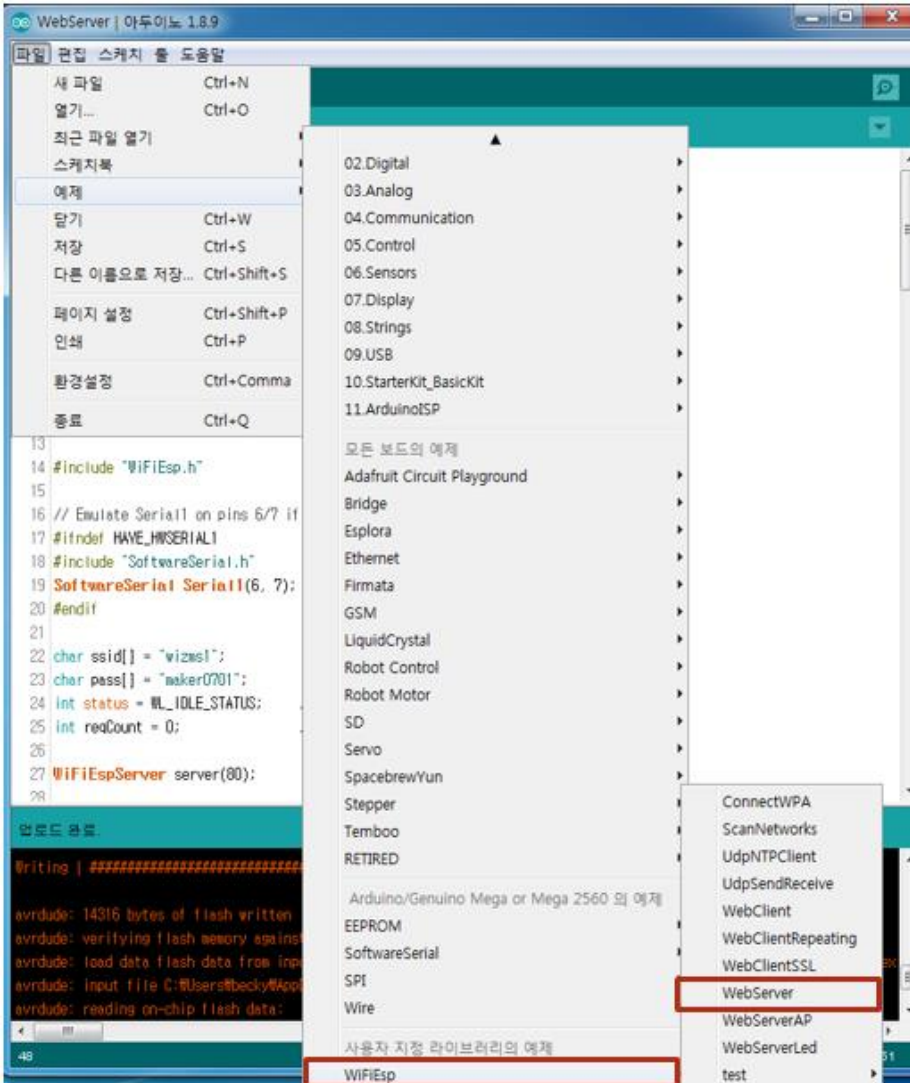 WebServer | 아두이노 1.8.9
파일 편집 스케치 툴 도움말
새 파일 Ctrl+N
열기... Ctrl+O
최근 파일 열기
스케치북
예제
닫기 Ctrl+W
저장 Ctrl+S
다른 이름으로 저장... Ctrl+Shift+S
페이지 설정 Ctrl+Shift+P
인쇄 Ctrl+P
환경설정 Ctrl+Comma
종료 Ctrl+Q
02.Digital
03.Analog
04.Communication
05.Control
06.Sensors
07.Display
08.Strings
09.USB
10.StarterKit_BasicKit
11.ArduinoISP
모든 보드의 예제
Adafruit Circuit Playground
Bridge
Esplora
Ethernet
Firmata
GSM
LiquidCrystal
Robot Control
Robot Motor
SD
Servo
SpacebrewYun
Stepper
Temboo
RETIRED
Arduino/Genuino Mega or Mega 2560 의 예제
EEPROM
SoftwareSerial
SPI
Wire
사용자 지정 라이브러리의 예제
WiFiEsp
ConnectWPA
ScanNetworks
UdpNTPClient
UdpSendReceive
WebClient
WebClientRepeating
WebClientSSL
WebServer
WebServerAP
WebServerLed
test
13
14 #include "WiFiEsp.h"
15
16 // Emulate Serial1 on pins 6/7 if
17 #ifndef HAVE_HWSERIAL1
18 #include "SoftwareSerial.h"
19 SoftwareSerial Serial1(6, 7);
20 #endif
21
22 char ssid[] = "wizms1";
23 char pass[] = "maker0701";
24 int status = WL_IDLE_STATUS;
25 int reqCount = 0;
26
27 WiFiEspServer server(80);
28
업로드 완료.
Writing | ##############################
avrdude: 14316 bytes of flash written
avrdude: verifying flash memory against
avrdude: load data flash data from inpu
avrdude: input file C:\Users\becky\App
avrdude: reading on-chip flash data:
48